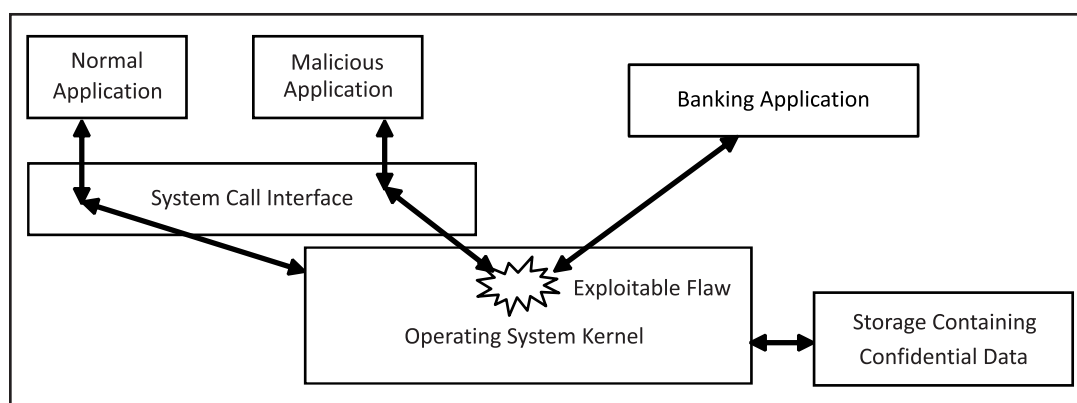 Normal
Application
Malicious
Application
Banking Application
System Call Interface
Exploitable Flaw
Operating System Kernel
Storage Containing
Confidential Data